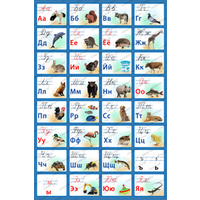 Аа Бб Вв Гг
Дд Ее Ёё Жж
Зз Ии Йй Кк
Лл Мм Нн Оо
Пп Рр Сс Тт
Уу Фф Хх Цц
Чч Шш Щщ ъ ь
ы Ээ Юю Яя